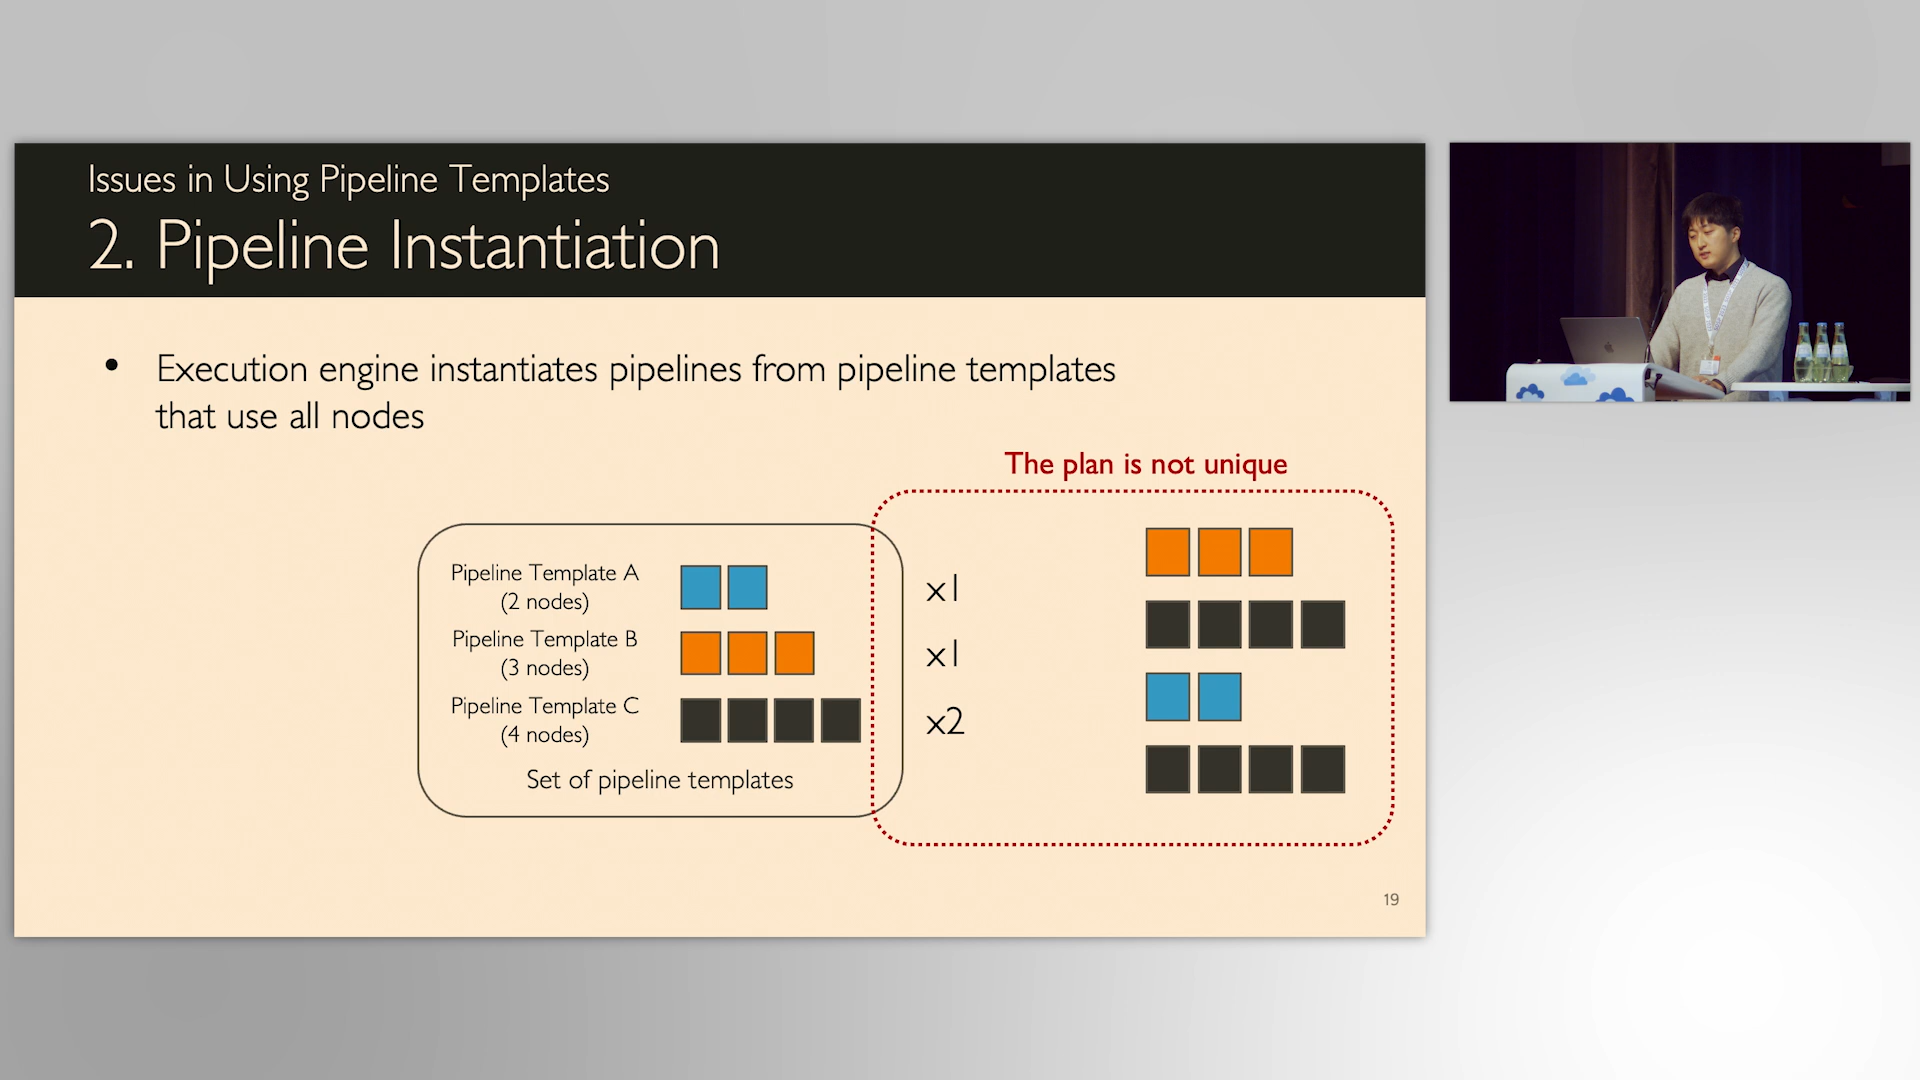 Issues in Using Pipeline Templates
2. Pipeline Instantiation
• Execution engine instantiates pipelines from pipeline templates
that use all nodes
The plan is not unique
Pipeline Template A
(2 nodes)
x1
Pipeline Template B
(3 nodes)
x1
Pipeline Template C
(4 nodes)
x2
Set of pipeline templates
19